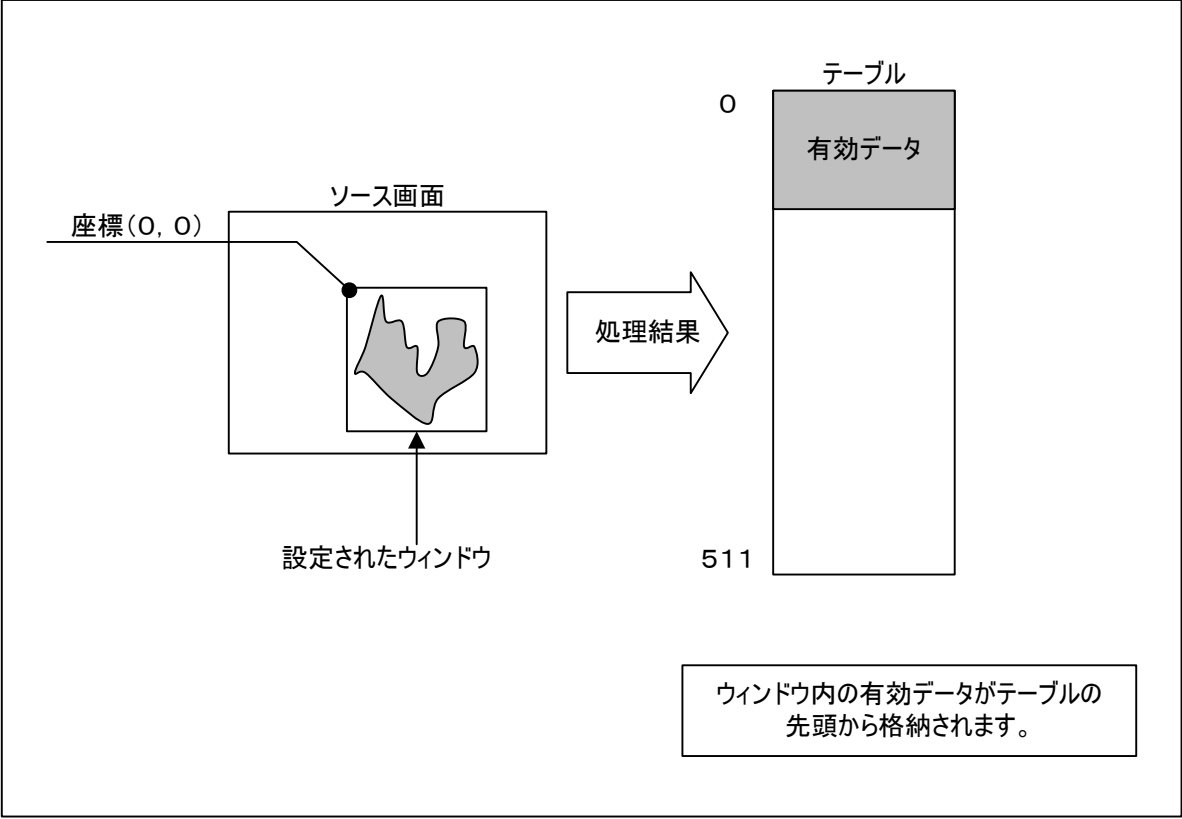 テーブル
0
有効データ
ソース画面
座標(0,0)
処理結果
設定されたウィンドウ
511
ウィンドウ内の有効データがテーブルの
先頭から格納されます。